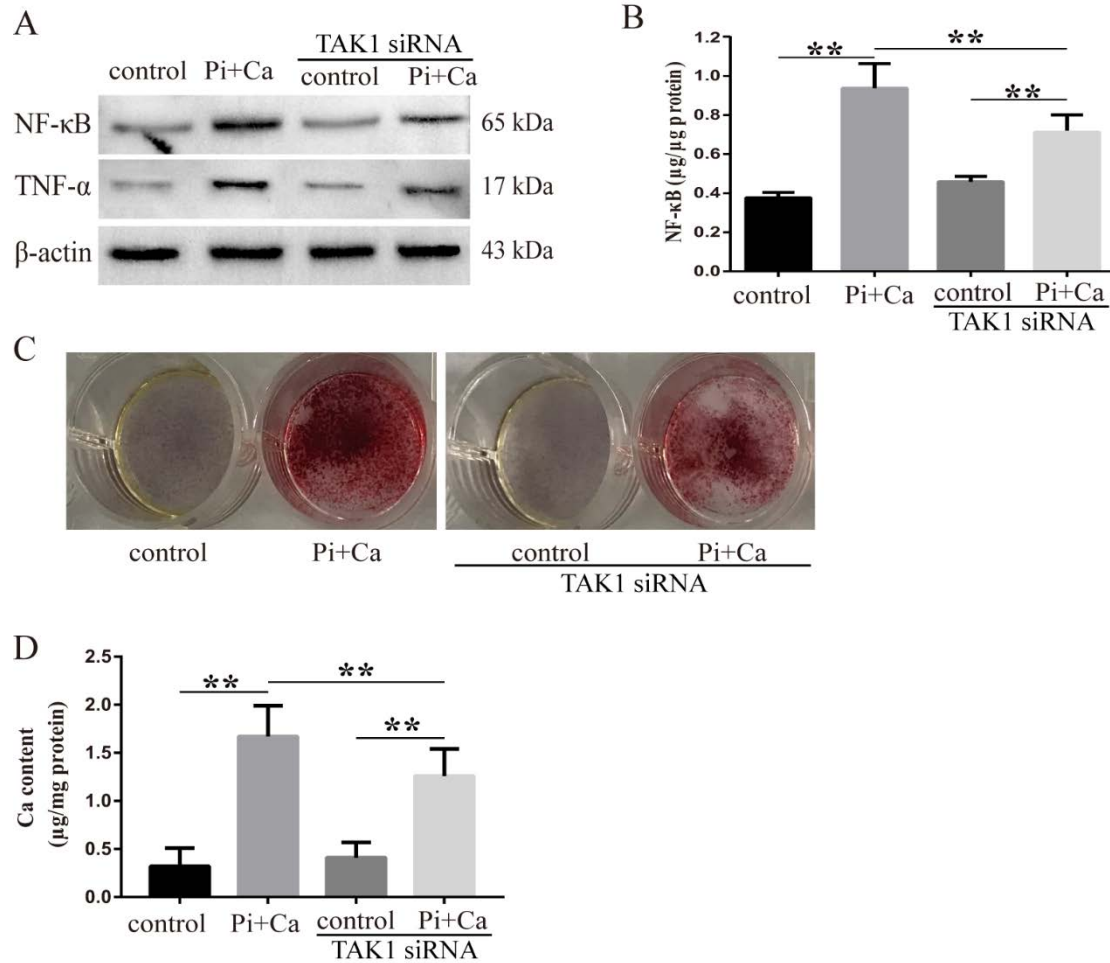 A
TAK1 siRNA
control Pi+Ca control Pi+Ca
NF-κB 65 kDa
TNF-α 17 kDa
β-actin 43 kDa
B
NF-κB (μg/μg protein)
1.2
1.0
0.8
0.6
0.4
0.2
0.0
** ** **
control Pi+Ca control Pi+Ca
TAK1 siRNA
C
control Pi+Ca control Pi+Ca
TAK1 siRNA
D
Ca content
(μg/mg protein)
2.5
2.0
1.5
1.0
0.5
0.0
** ** **
control Pi+Ca control Pi+Ca
TAK1 siRNA